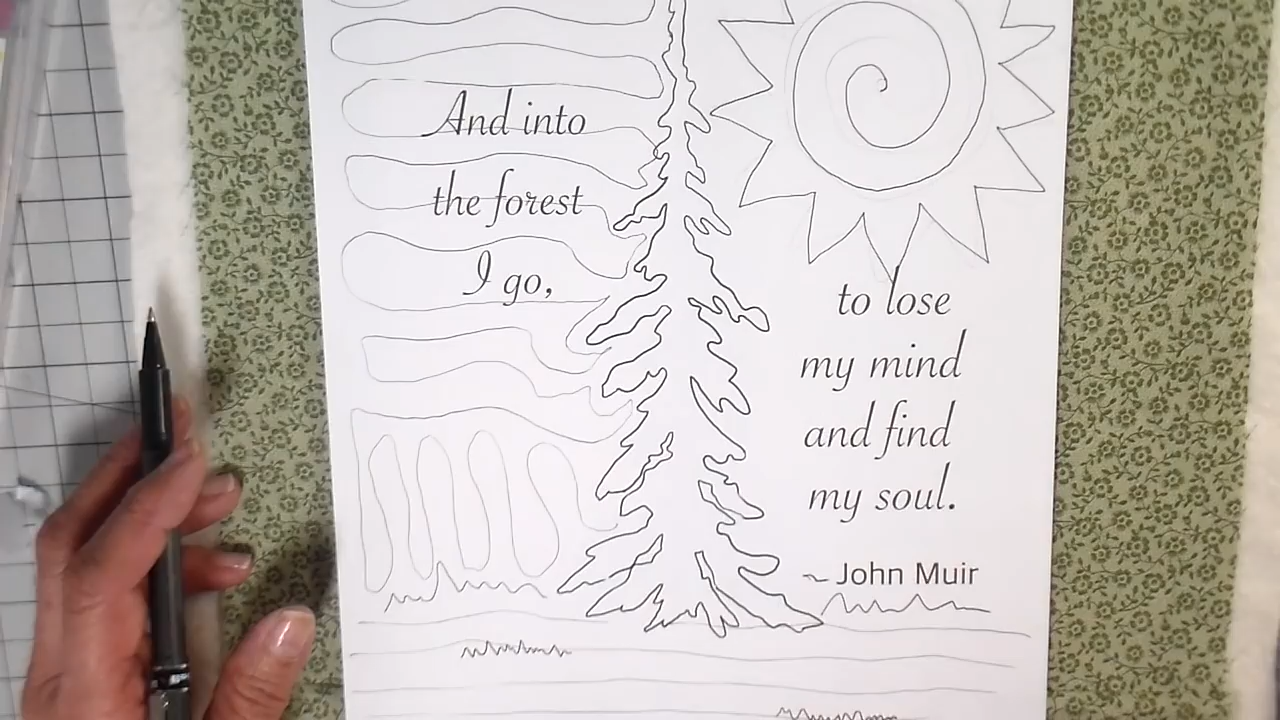 And into
the forest
I go,
to lose
my mind
and find
my soul.
~ John Muir